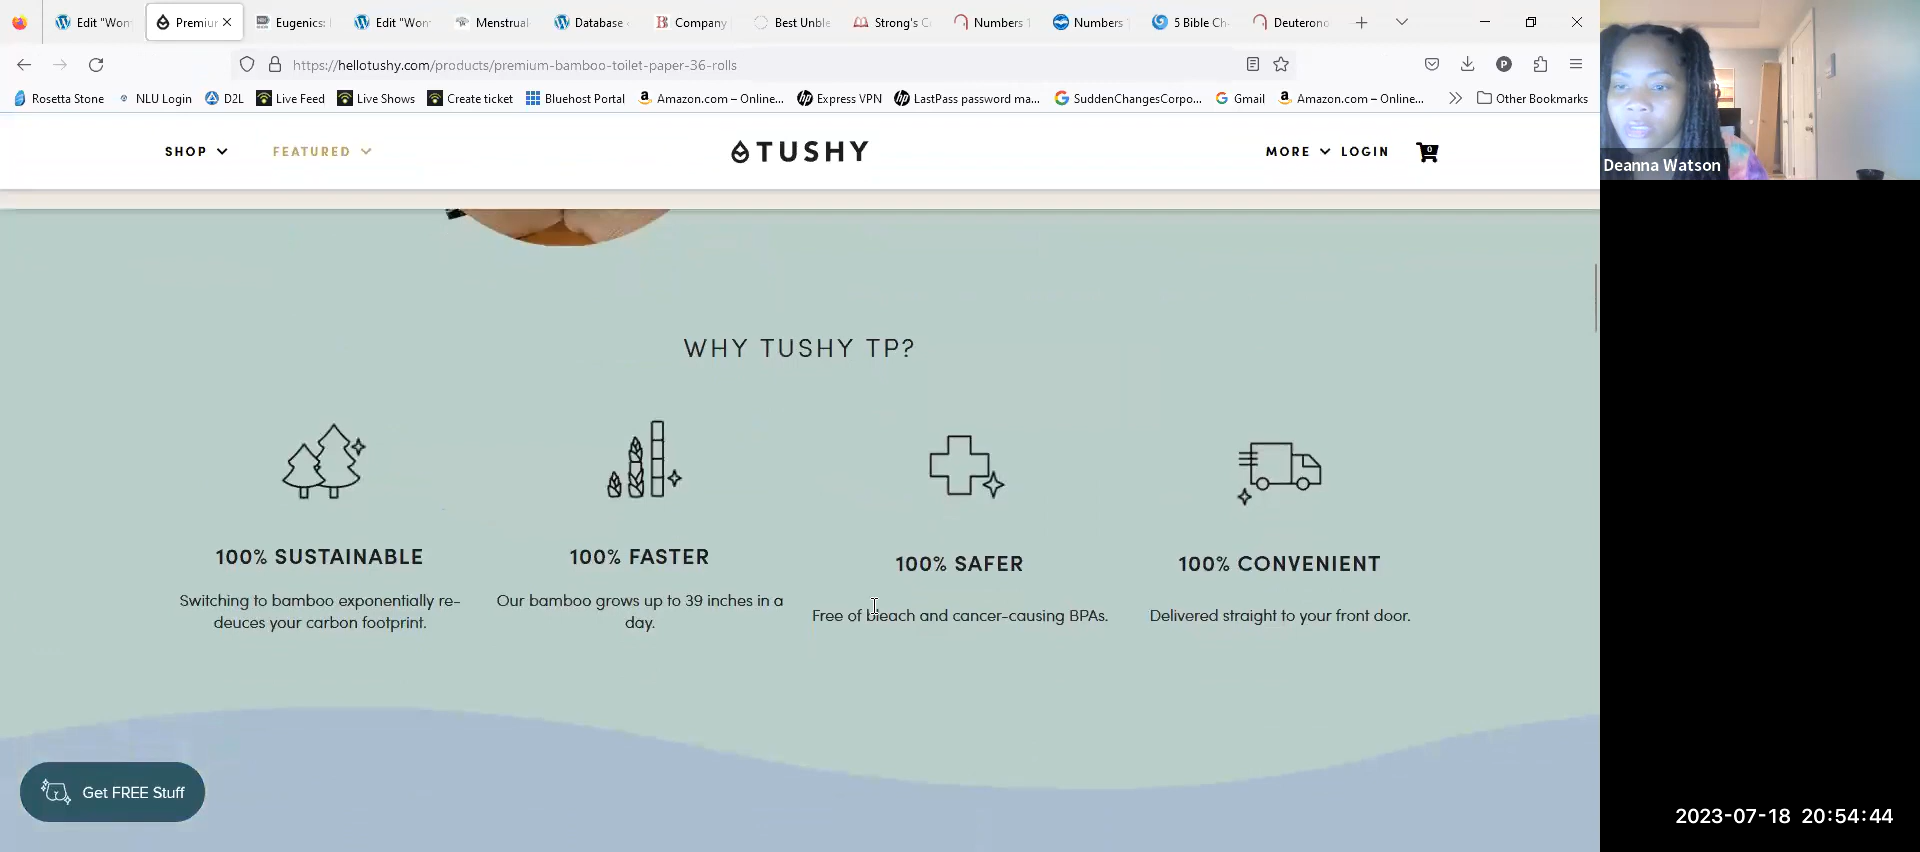 Edit "Won
Premiu
Eugenics:
Edit "Won
Menstrual
Database
Company
Best Unble
Strong's C
Numbers 1
Numbers
5 Bible Ch
Deuterono
https://hellotushy.com/products/premium-bamboo-toilet-paper-36-rolls
P
Rosetta Stone
NLU Login
D2L
Live Feed
Live Shows
Create ticket
Bluehost Portal
Amazon.com – Online...
Express VPN
LastPass password ma...
SuddenChangesCorpo...
Gmail
Amazon.com – Online...
Other Bookmarks
Deanna Watson
SHOP
FEATURED
TUSHY
MORE
LOGIN
0
WHY TUSHY TP?
100% SUSTAINABLE
Switching to bamboo exponentially re-
deuces your carbon footprint.
100% FASTER
Our bamboo grows up to 39 inches in a
day.
100% SAFER
Free of bleach and cancer-causing BPAs.
100% CONVENIENT
Delivered straight to your front door.
Get FREE Stuff
2023-07-18 20:54:44